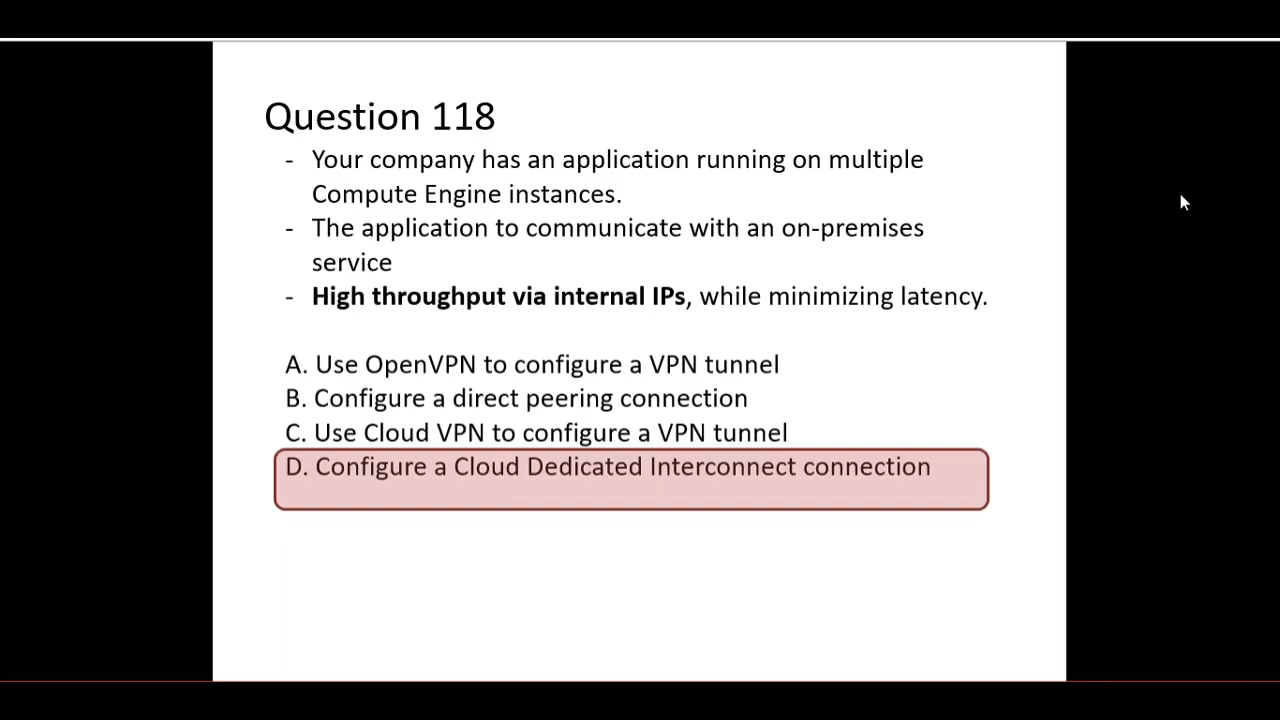 Question 118
- Your company has an application running on multiple
Compute Engine instances.
- The application to communicate with an on-premises
service
- High throughput via internal IPs, while minimizing latency.
A. Use OpenVPN to configure a VPN tunnel
B. Configure a direct peering connection
C. Use Cloud VPN to configure a VPN tunnel
D. Configure a Cloud Dedicated Interconnect connection